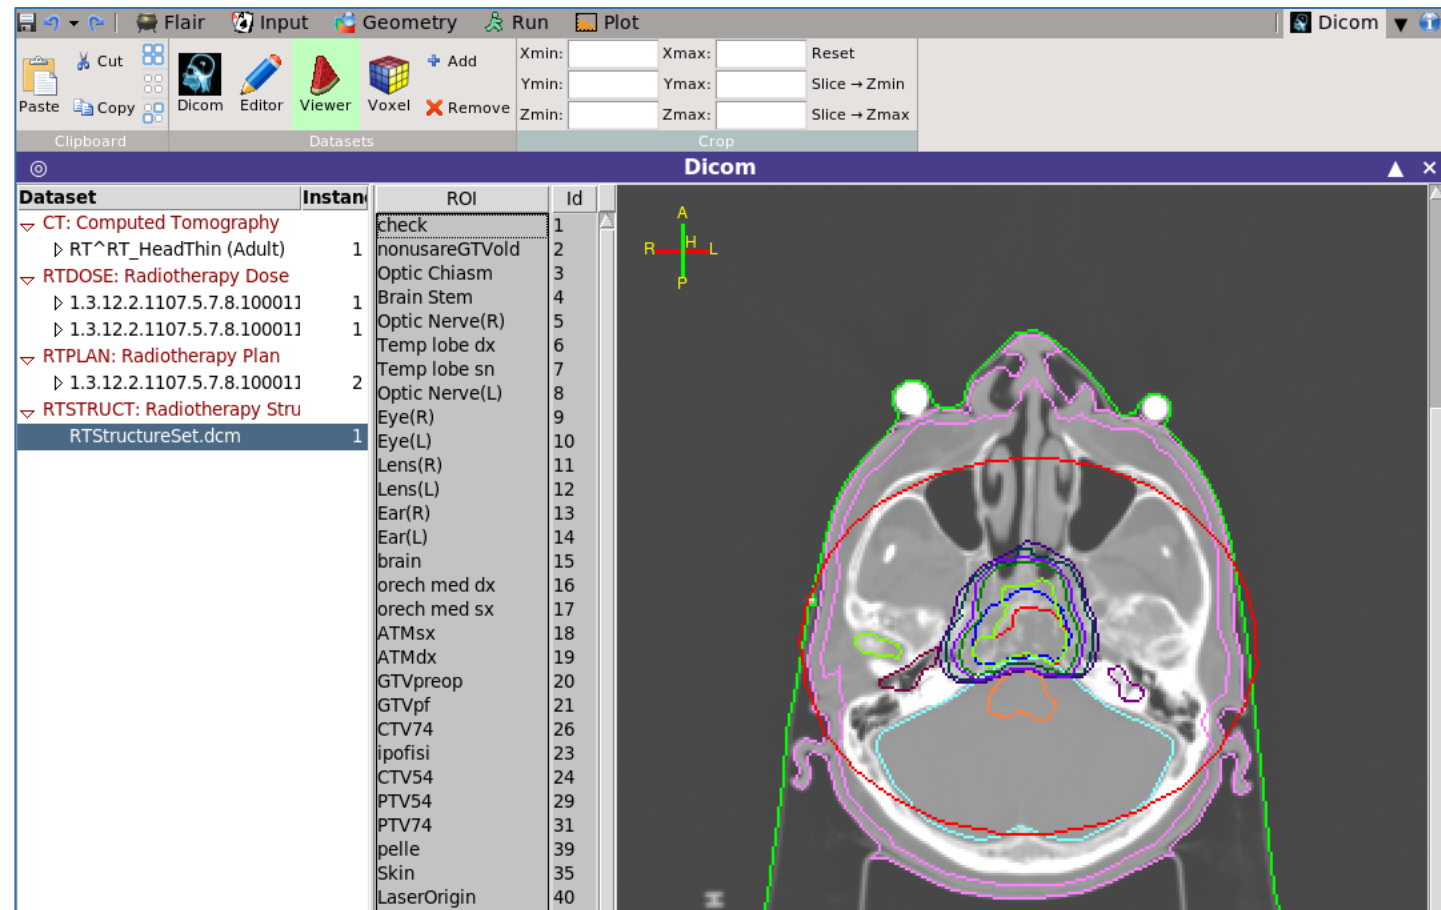 Flair Input Geometry Run Plot Dicom
Paste Cut Copy
Clipboard
Dicom Editor Viewer Voxel Add Remove
Datasets
Xmin: Xmax: Reset
Ymin: Ymax: Slice → Zmin
Zmin: Zmax: Slice → Zmax
Crop
Dicom
Dataset Instan
CT: Computed Tomography
RT^RT_HeadThin (Adult) 1
RTDOSE: Radiotherapy Dose
1.3.12.2.1107.5.7.8.100011 1
1.3.12.2.1107.5.7.8.100011 1
RTPLAN: Radiotherapy Plan
1.3.12.2.1107.5.7.8.100011 2
RTSTRUCT: Radiotherapy Stru
RTStructureSet.dcm 1
ROI Id
check 1
nonusareGTVold 2
Optic Chiasm 3
Brain Stem 4
Optic Nerve(R) 5
Temp lobe dx 6
Temp lobe sn 7
Optic Nerve(L) 8
Eye(R) 9
Eye(L) 10
Lens(R) 11
Lens(L) 12
Ear(R) 13
Ear(L) 14
brain 15
orech med dx 16
orech med sx 17
ATMsx 18
ATMdx 19
GTVpreop 20
GTVpf 21
CTV74 26
ipofisi 23
CTV54 24
PTV54 29
PTV74 31
pelle 39
Skin 35
LaserOrigin 40
A
R H L
P